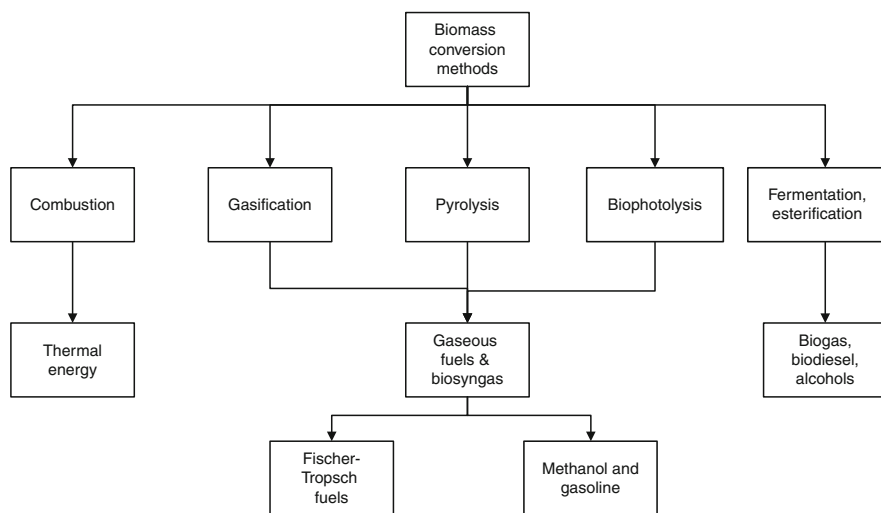 Biomass
conversion
methods
Combustion
Gasification
Pyrolysis
Biophotolysis
Fermentation,
esterification
Thermal
energy
Gaseous
fuels &
biosyngas
Biogas,
biodiesel,
alcohols
Fischer-
Tropsch
fuels
Methanol and
gasoline